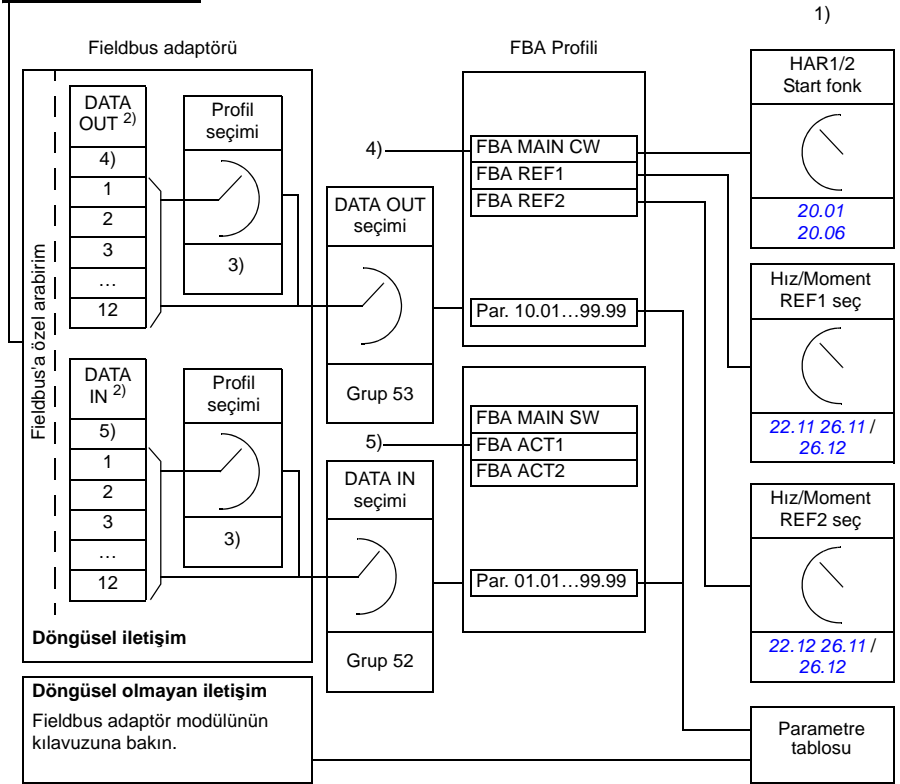 1)
Fieldbus adaptörü
FBA Profili
Fieldbus'a özel arabirim
DATA
OUT 2)
4)
1
2
3
…
12
Profil
seçimi
3)
DATA
IN 2)
5)
1
2
3
…
12
Profil
seçimi
3)
Döngüsel iletişim
Döngüsel olmayan iletişim
Fieldbus adaptör modülünün
kılavuzuna bakın.
DATA OUT
seçimi
Grup 53
DATA IN
seçimi
Grup 52
4)
FBA MAIN CW
FBA REF1
FBA REF2
Par. 10.01…99.99
5)
FBA MAIN SW
FBA ACT1
FBA ACT2
Par. 01.01…99.99
HAR1/2
Start fonk
20.01
20.06
Hız/Moment
REF1 seç
22.11 26.11 /
26.12
Hız/Moment
REF2 seç
22.12 26.11 /
26.12
Parametre
tablosu